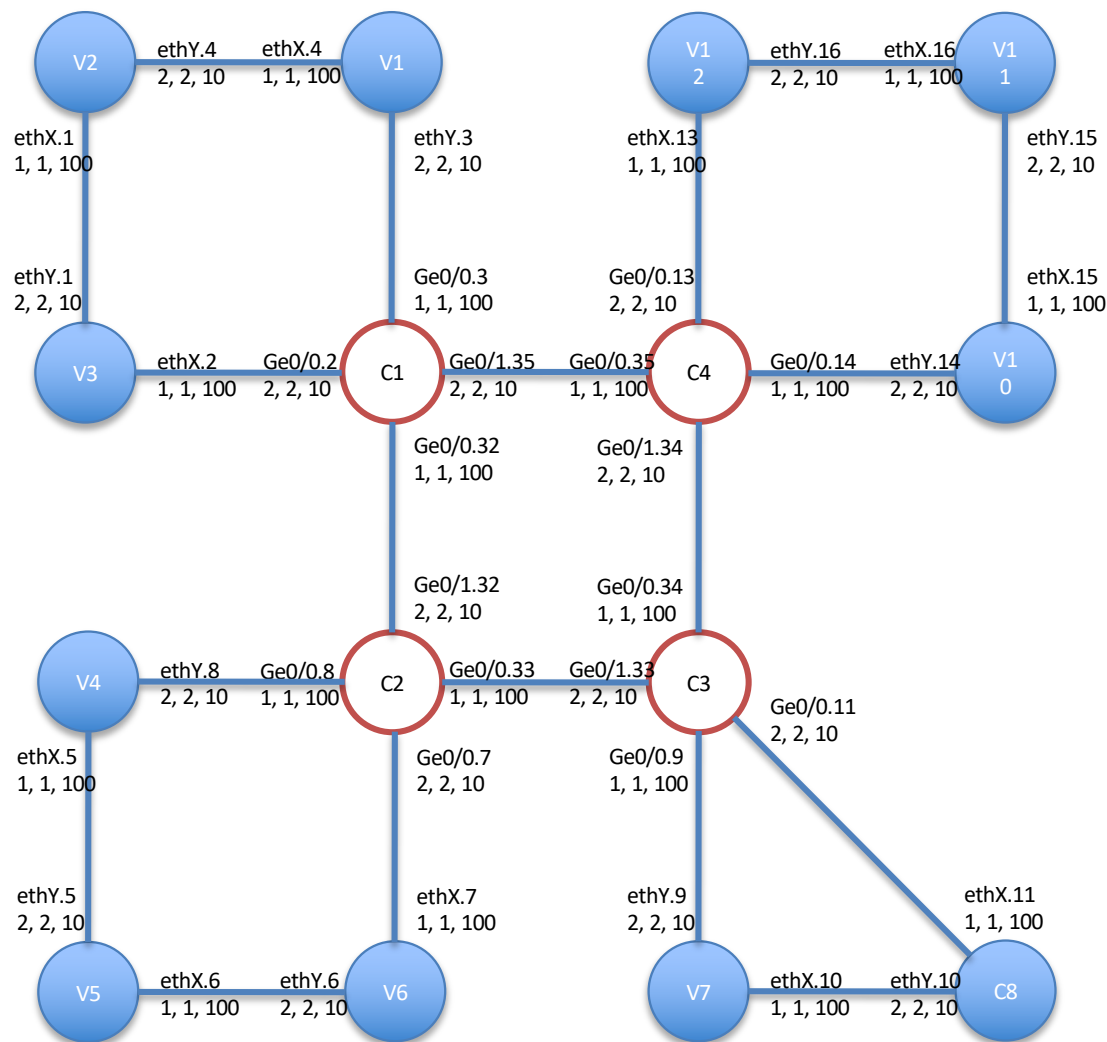 V2
ethY.4
2, 2, 10
ethX.4
1, 1, 100
V1
V1
2
ethY.16
2, 2, 10
ethX.16
1, 1, 100
V1
1
ethX.1
1, 1, 100
ethY.3
2, 2, 10
ethX.13
1, 1, 100
ethY.15
2, 2, 10
ethY.1
2, 2, 10
Ge0/0.3
1, 1, 100
Ge0/0.13
2, 2, 10
ethX.15
1, 1, 100
V3
ethX.2
1, 1, 100
Ge0/0.2
2, 2, 10
C1
Ge0/1.35
2, 2, 10
Ge0/0.35
1, 1, 100
C4
Ge0/0.14
1, 1, 100
ethY.14
2, 2, 10
V1
0
Ge0/0.32
1, 1, 100
Ge0/1.34
2, 2, 10
Ge0/1.32
2, 2, 10
Ge0/0.34
1, 1, 100
V4
ethY.8
2, 2, 10
Ge0/0.8
1, 1, 100
C2
Ge0/0.33
1, 1, 100
Ge0/1.33
2, 2, 10
C3
Ge0/0.11
2, 2, 10
ethX.5
1, 1, 100
Ge0/0.7
2, 2, 10
Ge0/0.9
1, 1, 100
ethY.5
2, 2, 10
ethX.7
1, 1, 100
ethY.9
2, 2, 10
ethX.11
1, 1, 100
V5
ethX.6
1, 1, 100
ethY.6
2, 2, 10
V6
V7
ethX.10
1, 1, 100
ethY.10
2, 2, 10
C8